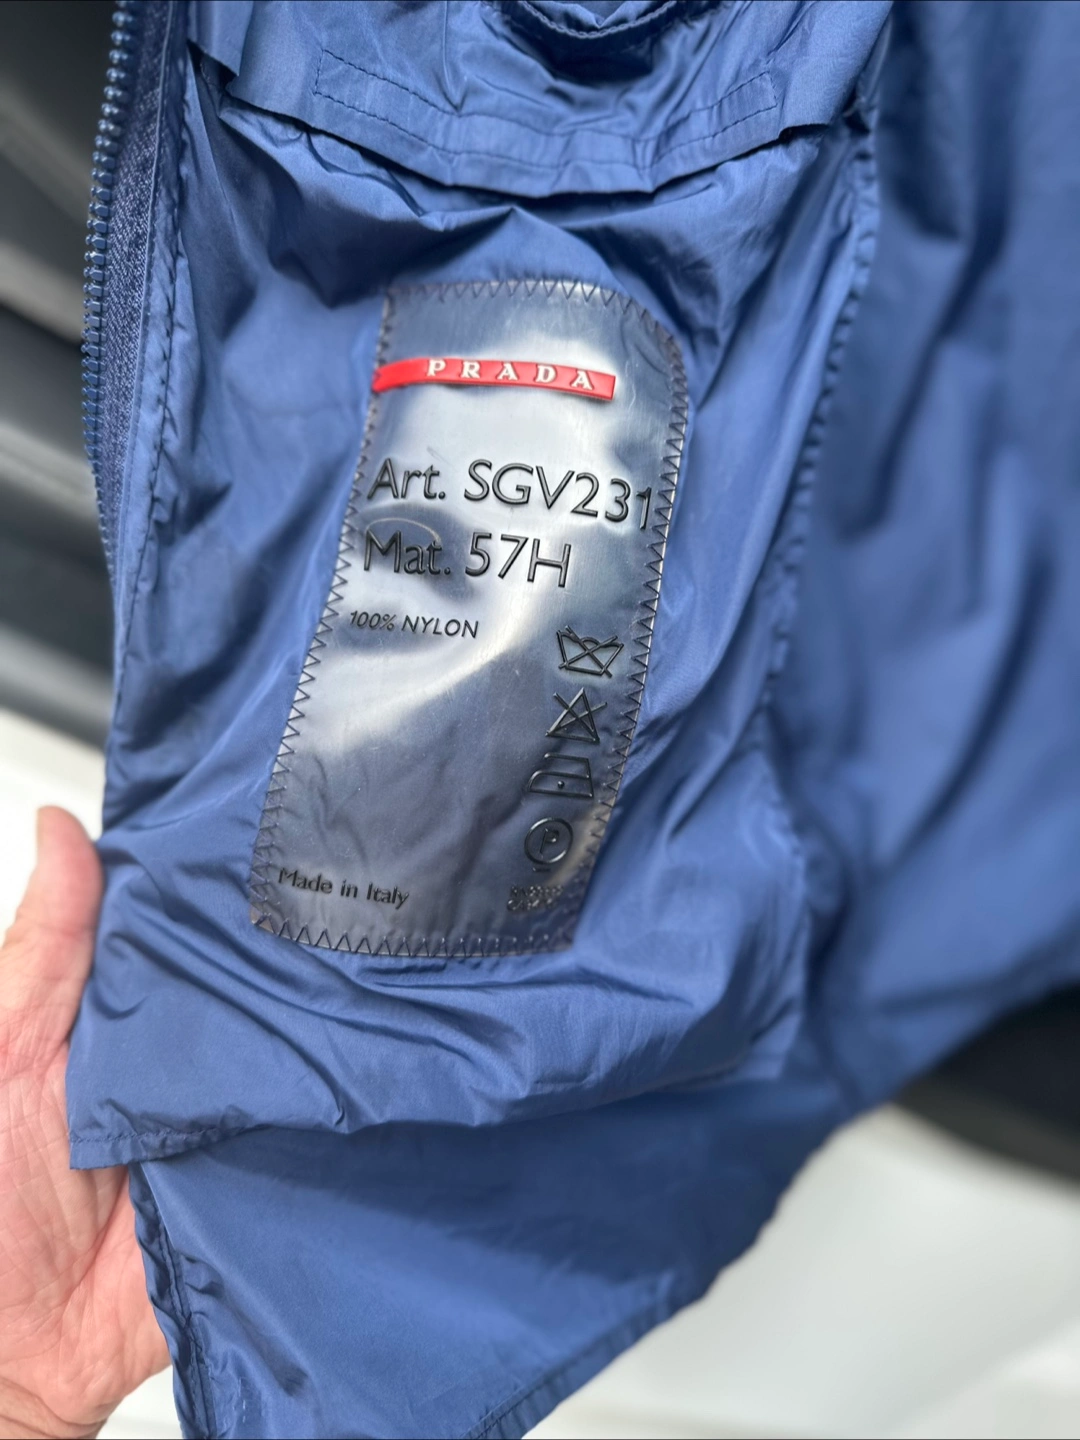 PRADA
Art. SGV231
Mat. 57H
100% NYLON
P
Made in Italy